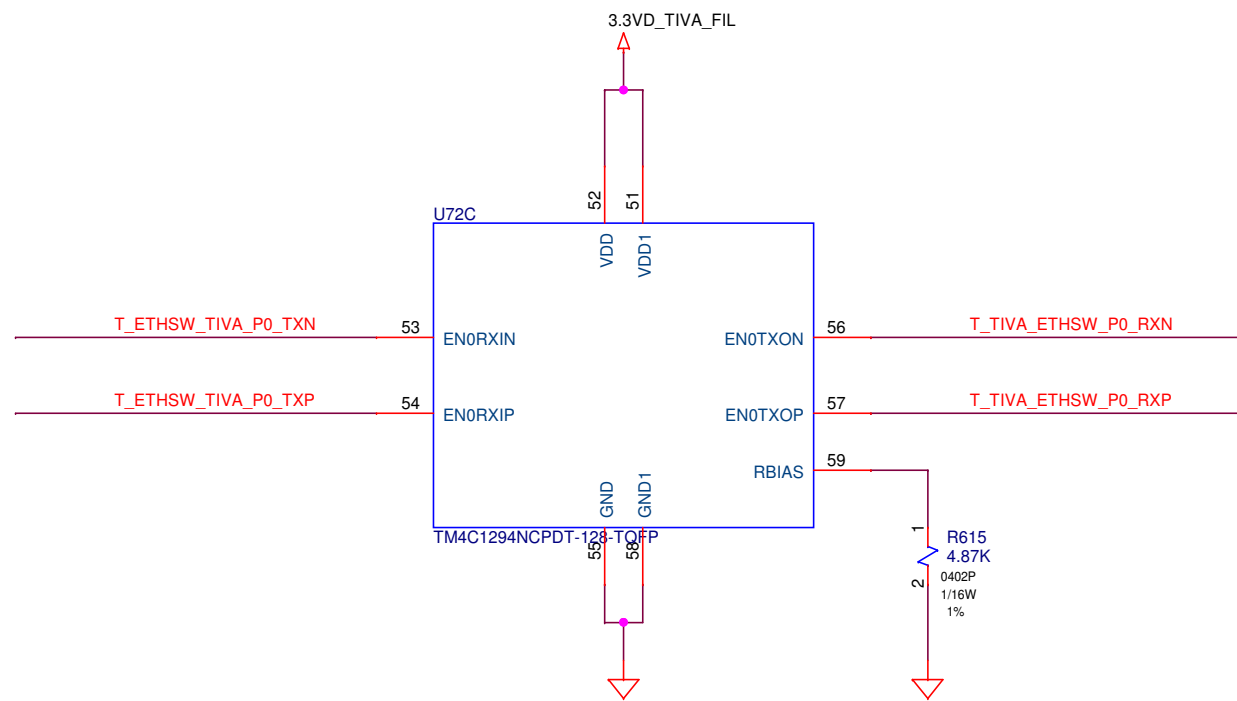 3.3VD_TIVA_FIL
52
51
U72C
VDD
VDD1
T_ETHSW_TIVA_P0_TXN
53
EN0RXIN
EN0TXON
56
T_TIVA_ETHSW_P0_RXN
T_ETHSW_TIVA_P0_TXP
54
EN0RXIP
EN0TXOP
57
T_TIVA_ETHSW_P0_RXP
RBIAS
59
GND
GND1
TM4C1294NCPDT-128-TQFP
55
58
1
R615
4.87K
2
0402P
1/16W
1%